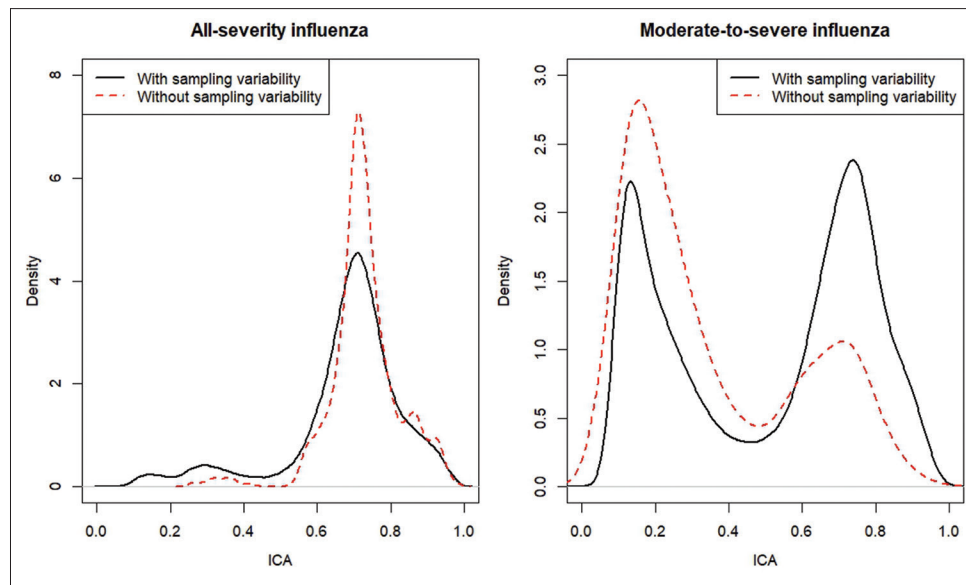 All-severity influenza
With sampling variability
Without sampling variability
Density
8
6
4
2
0
0.0 0.2 0.4 0.6 0.8 1.0
ICA
Moderate-to-severe influenza
With sampling variability
Without sampling variability
Density
3.0
2.5
2.0
1.5
1.0
0.5
0.0
0.0 0.2 0.4 0.6 0.8 1.0
ICA